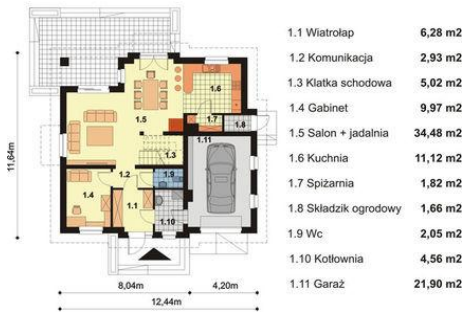 1.1 Wiatrołap 6,28 m2
1.2 Komunikacja 2,93 m2
1.3 Klatka schodowa 5,02 m2
1.4 Gabinet 9,97 m2
1.5 Salon + jadalnia 34,48 m2
1.6 Kuchnia 11,12 m2
1.7 Spiżarnia 1,82 m2
1.8 Składzik ogrodowy 1,66 m2
1.9 Wc 2,05 m2
1.10 Kotłownia 4,56 m2
1.11 Garaż 21,90 m2
1.6
1.5
1.7
1.8
1.11
1.3
1.2
1.9
1.4
1.1
1.10
11,64m
8,04m
4,20m
12,44m